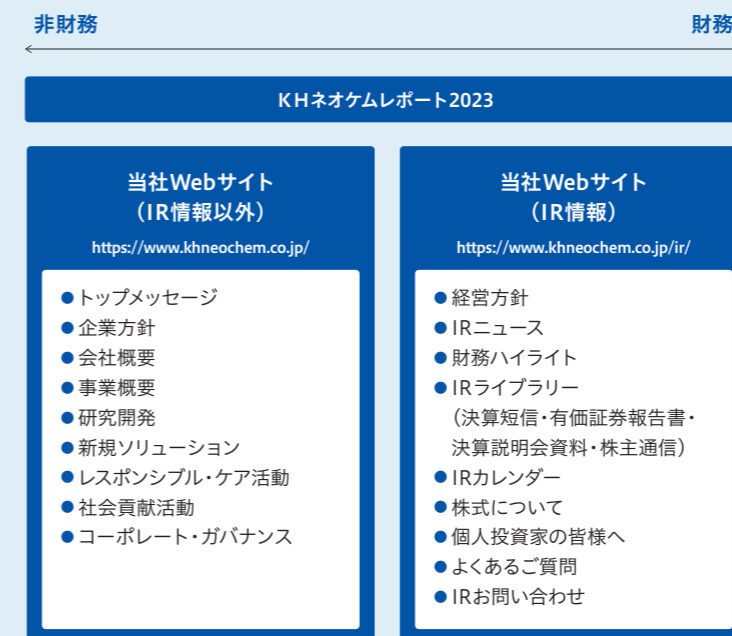 非財務
財務
KHネオケムレポート2023
当社Webサイト
（IR情報以外）
https://www.khneochem.co.jp/
●トップメッセージ
●企業方針
●会社概要
●事業概要
●研究開発
●新規ソリューション
●レスポンシブル・ケア活動
●社会貢献活動
●コーポレート・ガバナンス
当社Webサイト
（IR情報）
https://www.khneochem.co.jp/ir/
●経営方針
●IRニュース
●財務ハイライト
●IRライブラリー
（決算短信・有価証券報告書・
決算説明会資料・株主通信）
●IRカレンダー
●株式について
●個人投資家の皆様へ
●よくあるご質問
●IRお問い合わせ